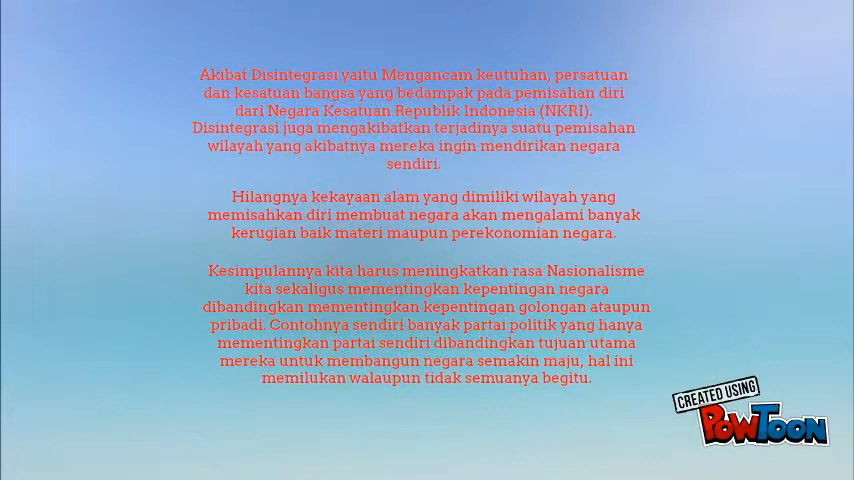 Akibat Disintegrasi yaitu Mengancam keutuhan, persatuan
dan kesatuan bangsa yang bedampak pada pemisahan diri
dari Negara Kesatuan Republik Indonesia (NKRI).
Disintegrasi juga mengakibatkan terjadinya suatu pemisahan
wilayah yang akibatnya mereka ingin mendirikan negara
sendiri.
Hilangnya kekayaan alam yang dimiliki wilayah yang
memisahkan diri membuat negara akan mengalami banyak
kerugian baik materi maupun perekonomian negara.
Kesimpulannya kita harus meningkatkan rasa Nasionalisme
kita sekaligus mementingkan kepentingan negara
dibandingkan mementingkan kepentingan golongan ataupun
pribadi. Contohnya sendiri banyak partai politik yang hanya
mementingkan partai sendiri dibandingkan tujuan utama
mereka untuk membangun negara semakin maju, hal ini
memilukan walaupun tidak semuanya begitu.
CREATED USING
POWTOON